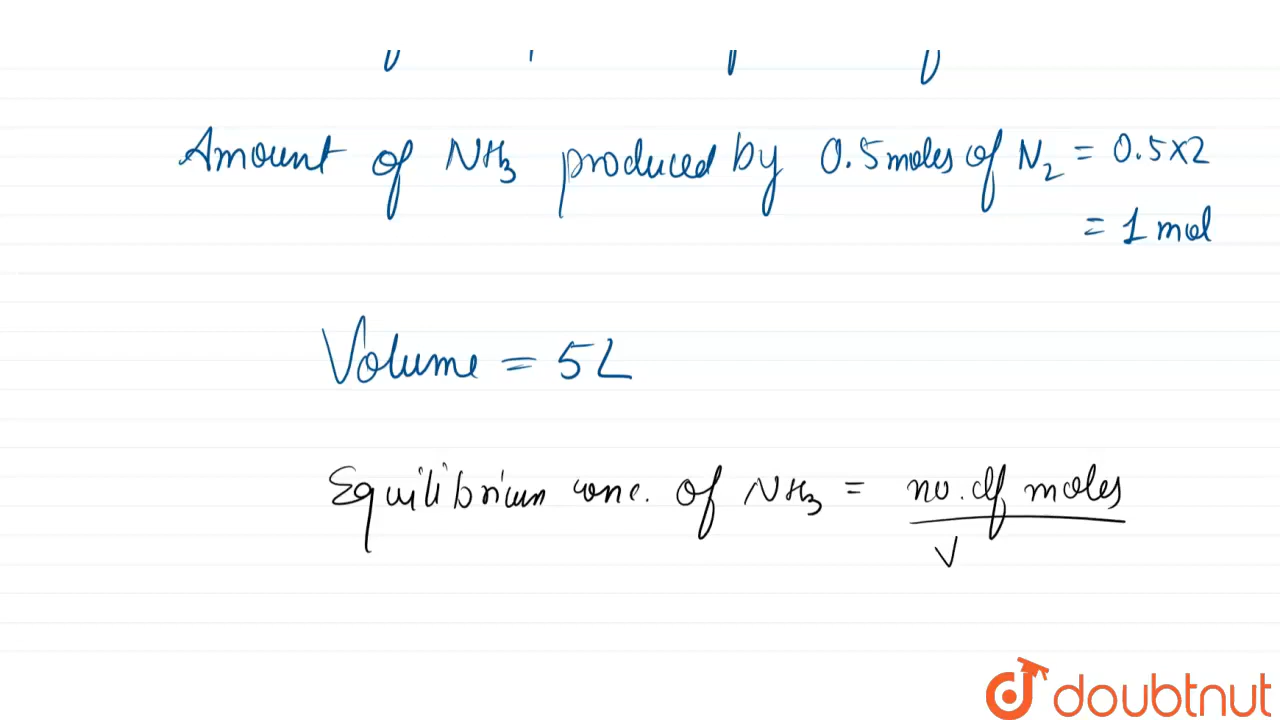 Amount of NH₃ produced by 0.5 moles of N₂ = 0.5×2
= 1 mol
Volume = 5L
Equilibrium conc. of NH₃ = no. of moles
V
doubtnut